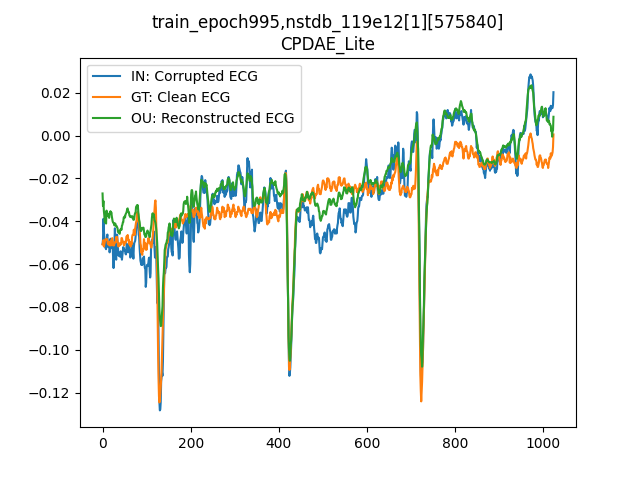 train_epoch995,nstdb_119e12[1][575840]
CPDAE_Lite
IN: Corrupted ECG
GT: Clean ECG
OU: Reconstructed ECG
0.02
0.00
−0.02
−0.04
−0.06
−0.08
−0.10
−0.12
0 200 400 600 800 1000